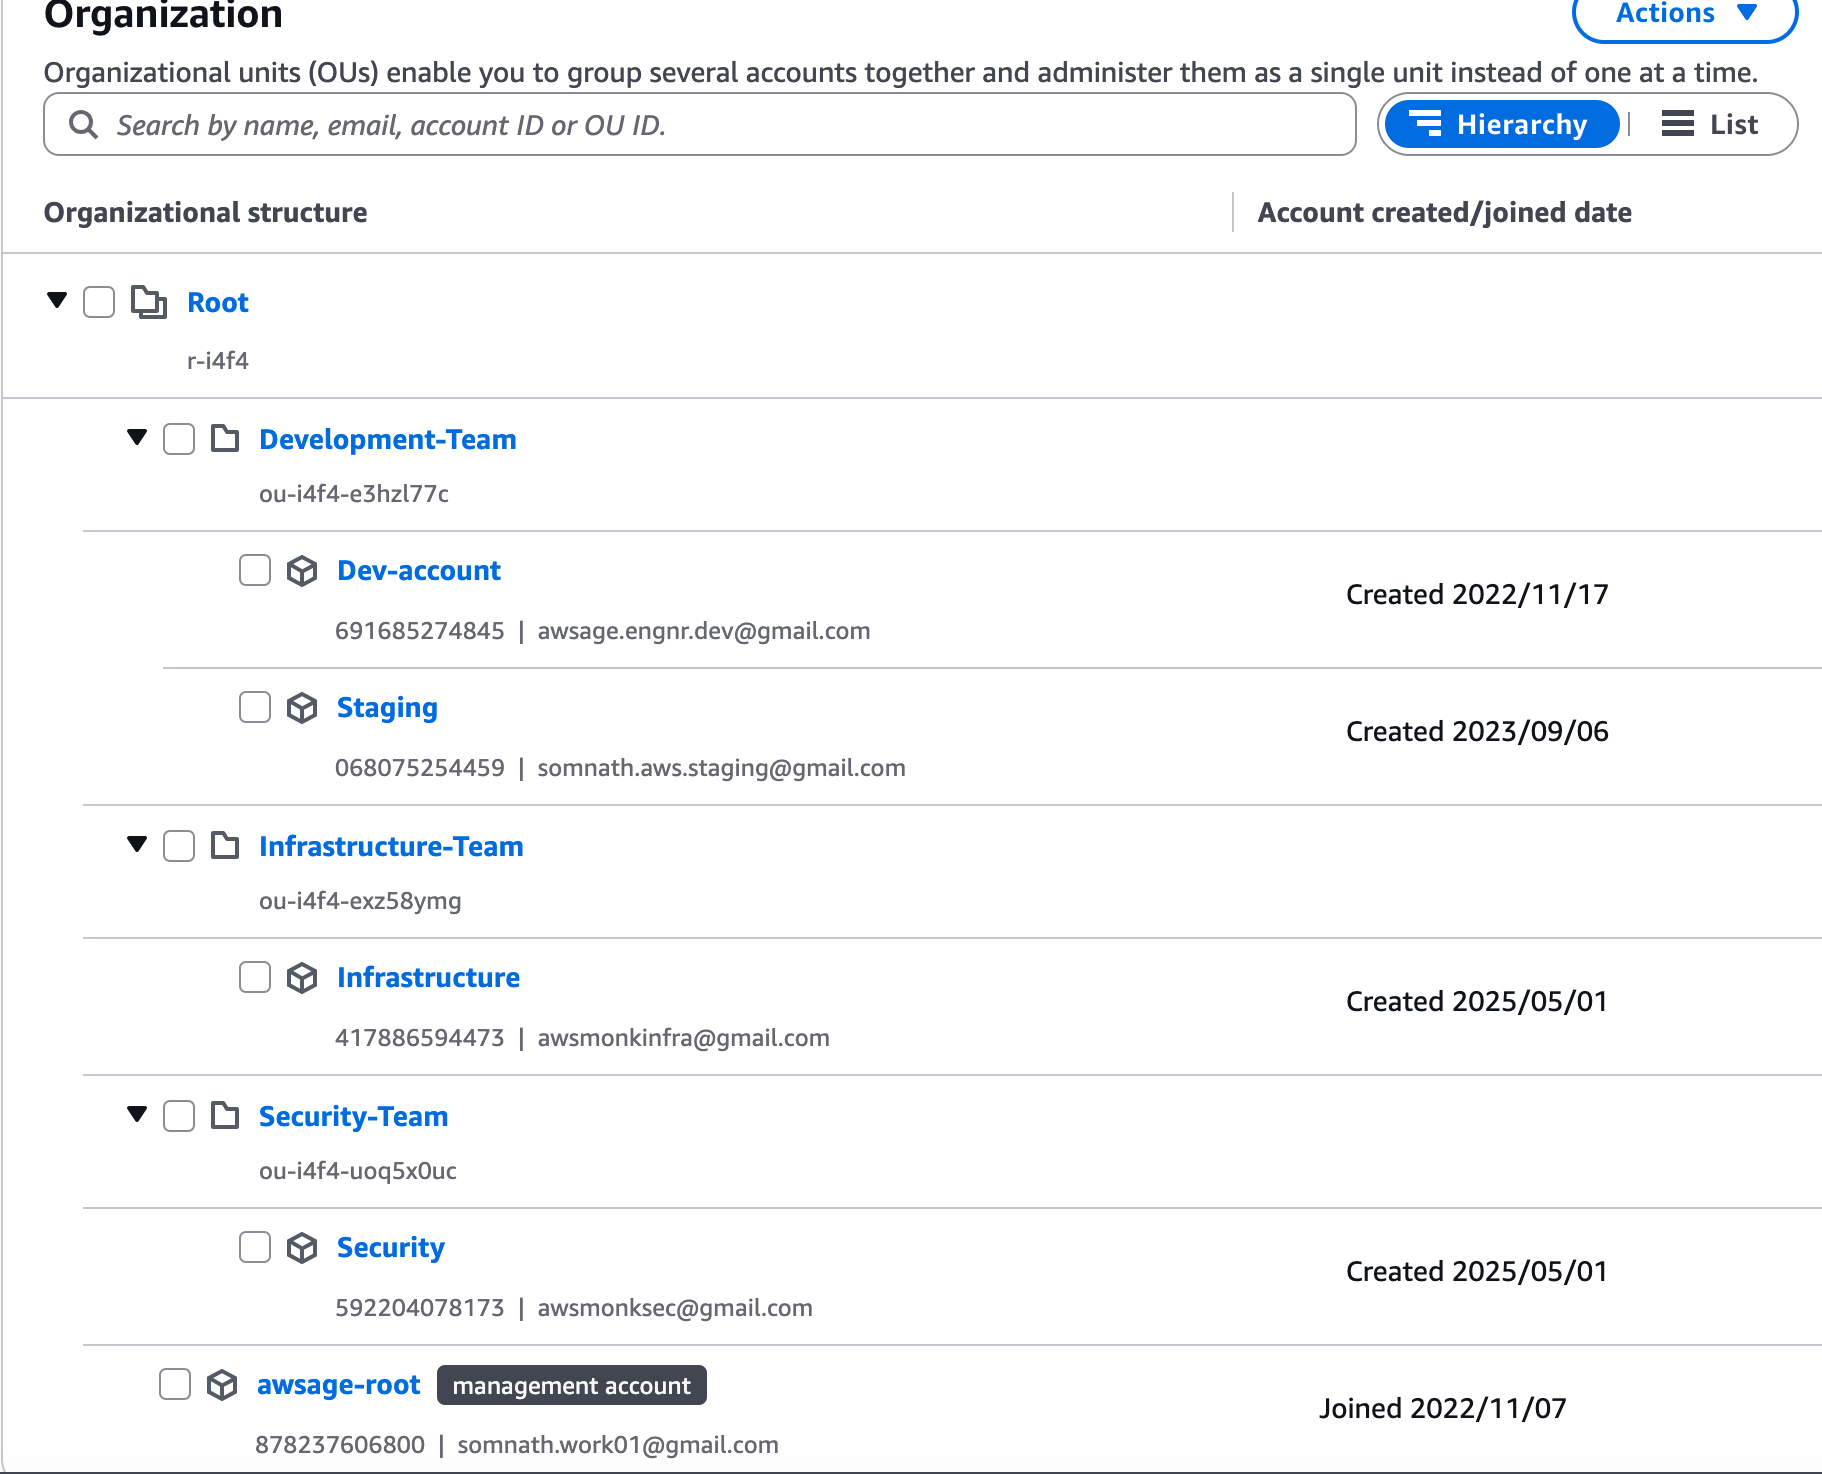 Organization
Actions
Organizational units (OUs) enable you to group several accounts together and administer them as a single unit instead of one at a time.
Search by name, email, account ID or OU ID.
Hierarchy | List
Organizational structure
Account created/joined date
Root
r-i4f4
Development-Team
ou-i4f4-e3hzl77c
Dev-account
Created 2022/11/17
691685274845 | awsage.engnr.dev@gmail.com
Staging
Created 2023/09/06
068075254459 | somnath.aws.staging@gmail.com
Infrastructure-Team
ou-i4f4-exz58ymg
Infrastructure
Created 2025/05/01
417886594473 | awsmonkinfra@gmail.com
Security-Team
ou-i4f4-uoq5x0uc
Security
Created 2025/05/01
592204078173 | awsmonksec@gmail.com
awsage-root management account
Joined 2022/11/07
878237606800 | somnath.work01@gmail.com